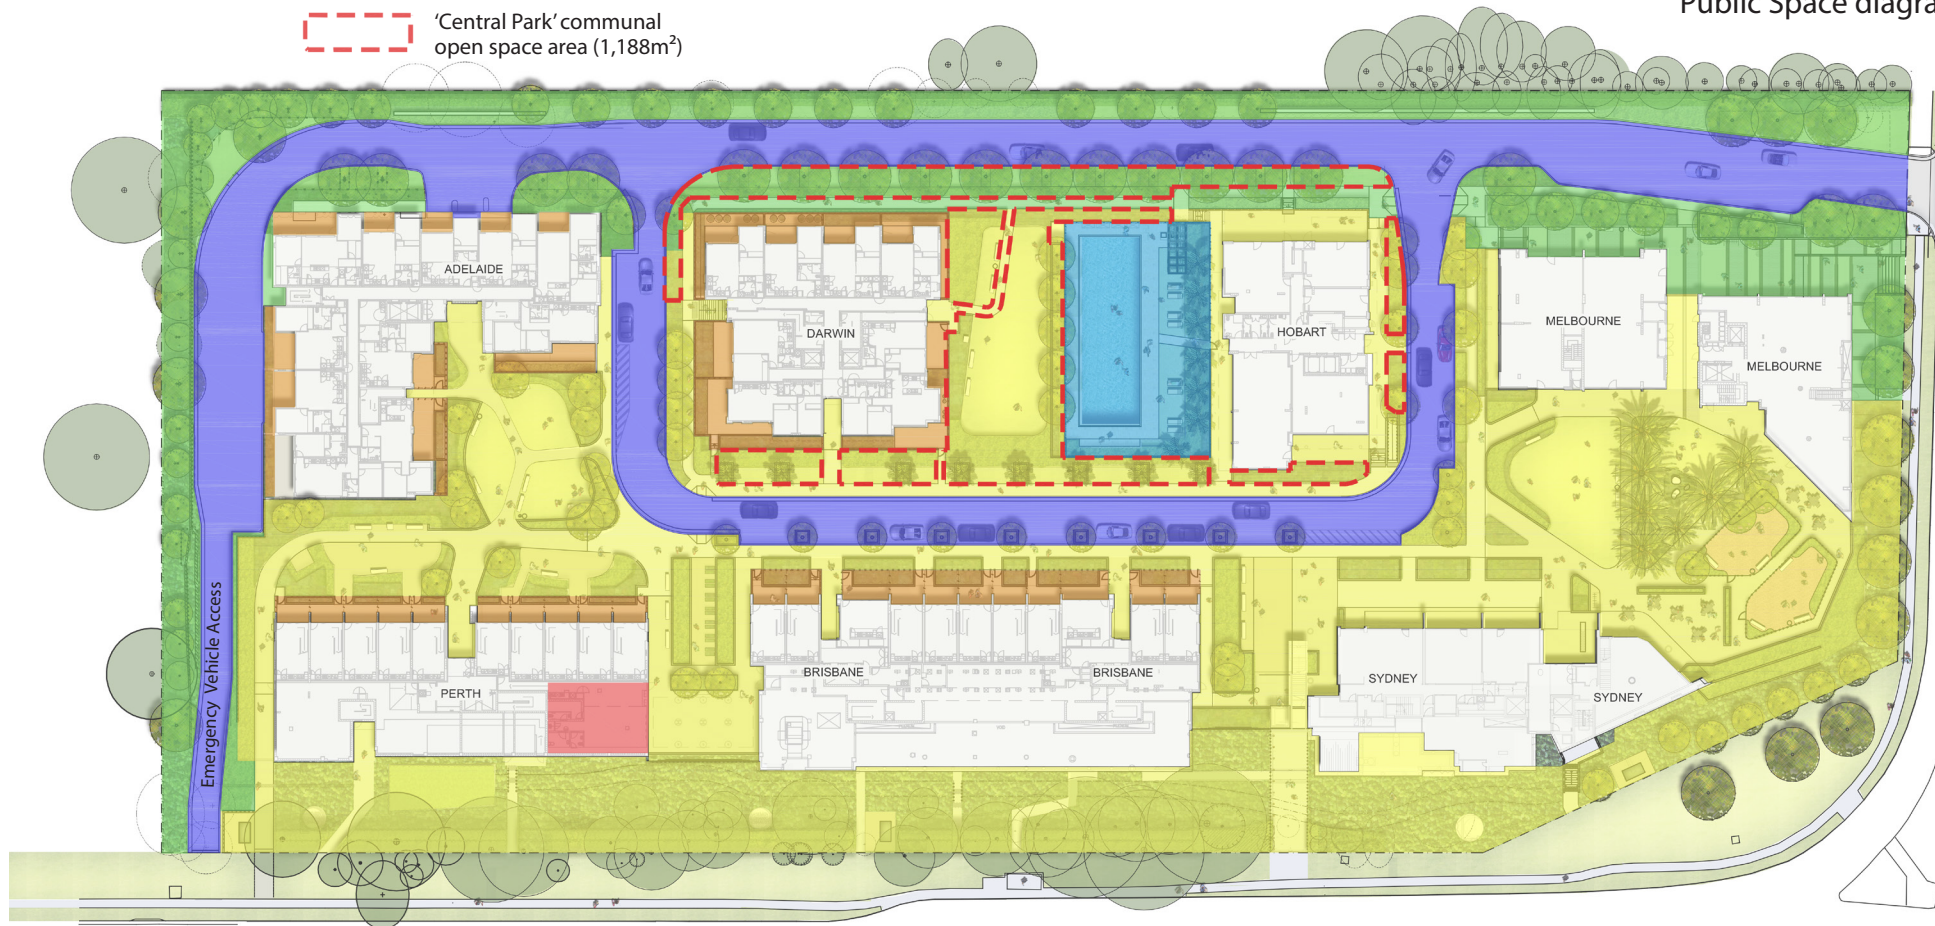 Public Space diagra
'Central Park' communal
open space area (1,188m²)
ADELAIDE
DARWIN
HOBART
MELBOURNE
MELBOURNE
Emergency Vehicle Access
PERTH
BRISBANE
BRISBANE
SYDNEY
SYDNEY